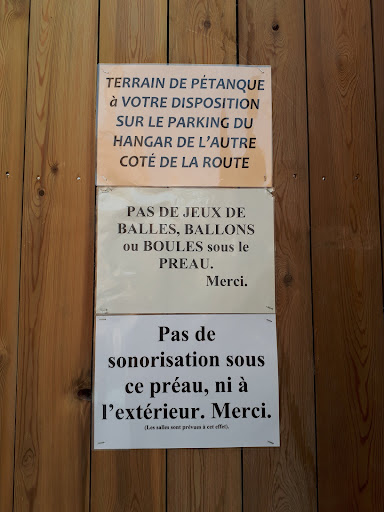 TERRAIN DE PÉTANQUE
à VOTRE DISPOSITION
SUR LE PARKING DU
HANGAR DE L'AUTRE
COTÉ DE LA ROUTE
PAS DE JEUX DE
BALLES, BALLONS
ou BOULES sous le
PREAU.
Merci.
Pas de
sonorisation sous
ce préau, ni à
l'extérieur. Merci.
(Les salles sont prévues à cet effet).